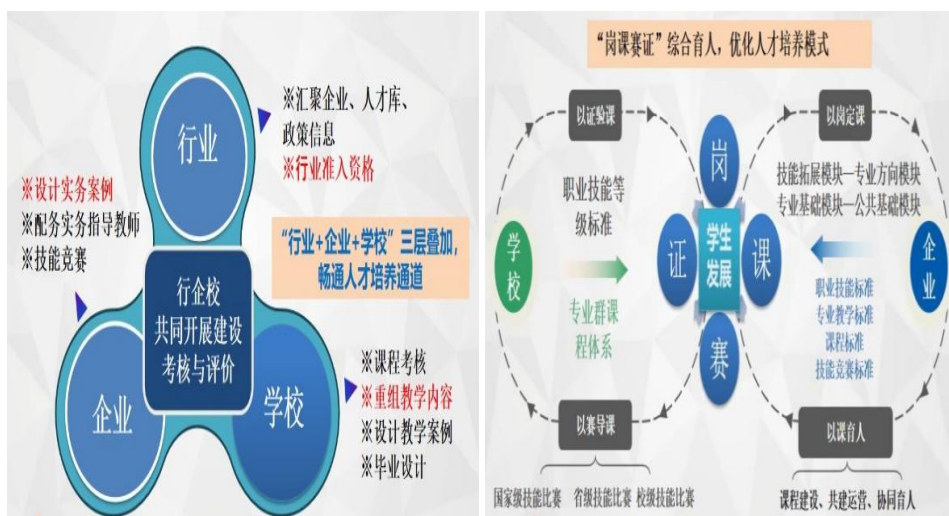 行业
※汇聚企业、人才库、
政策信息
※行业准入资格
※设计实务案例
※配务实务指导教师
※技能竞赛
“行业+企业+学校”三层叠加，
畅通人才培养通道
行企校
共同开展建设
考核与评价
企业
学校
※课程考核
※重组教学内容
※设计教学案例
※毕业设计
“岗课赛证”综合育人，优化人才培养模式
以证验课
以岗定课
职业技能等
级标准
技能拓展模块—专业方向模块
专业基础模块—公共基础模块
学校
岗
证
学生
发展
课
赛
企业
专业群课
程体系
职业技能标准
专业教学标准
课程标准
技能竞赛标准
以赛导课
以课育人
国家级技能比赛 省级技能比赛 校级技能比赛
课程建设、共建运营、协同育人